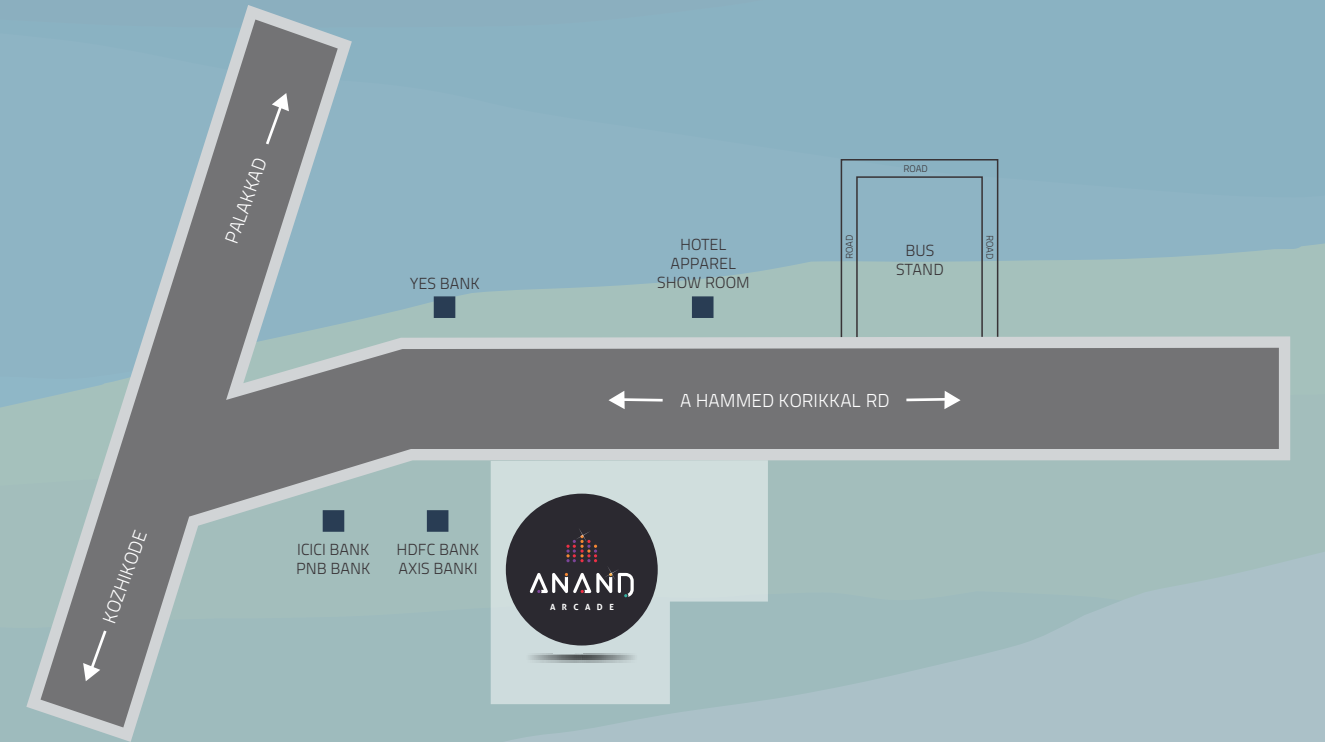 PALAKKAD
ROAD
ROAD
BUS
STAND
ROAD
HOTEL
APPAREL
SHOW ROOM
YES BANK
A HAMMED KORIKKAL RD
KOZHIKODE
ICICI BANK
PNB BANK
HDFC BANK
AXIS BANKI
ANAND
ARCADE